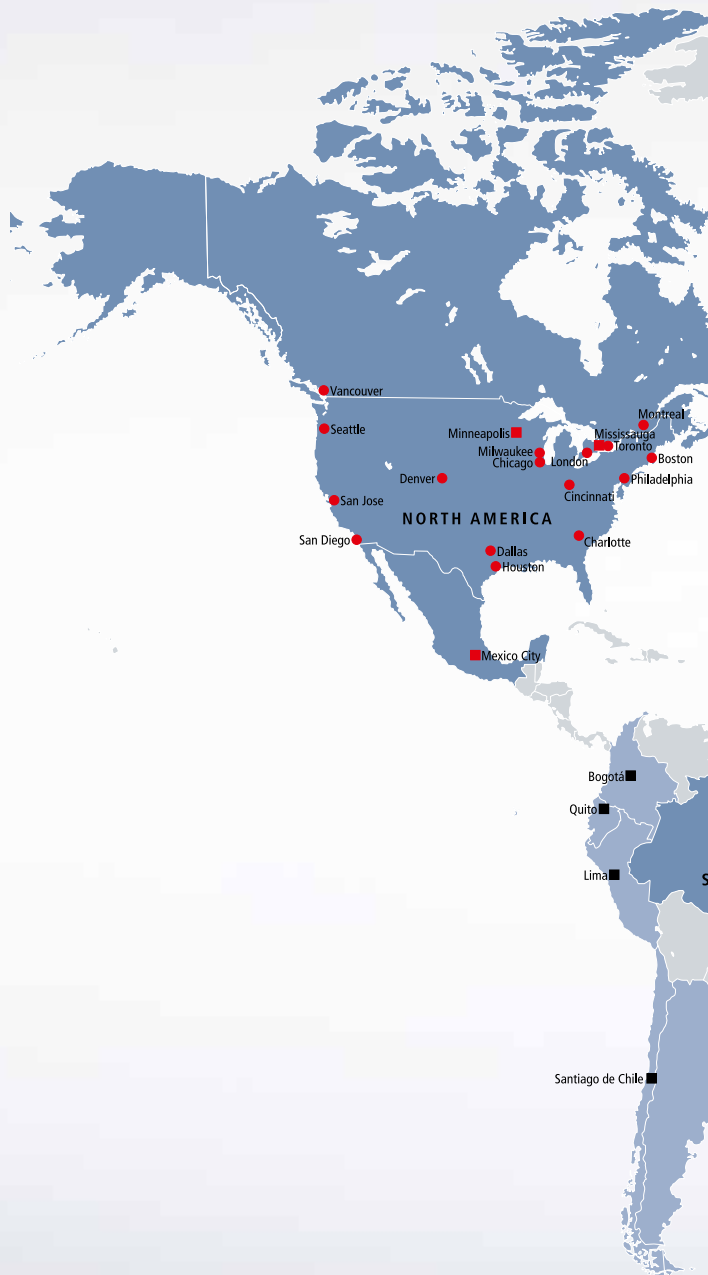 Vancouver
Montreal
Seattle
Minneapolis
Mississauga
Toronto
Milwaukee
Chicago
London
Boston
Denver
Philadelphia
Cincinnati
San Jose
NORTH AMERICA
San Diego
Charlotte
Dallas
Houston
Mexico City
Bogotá
Quito
Lima
S
Santiago de Chile